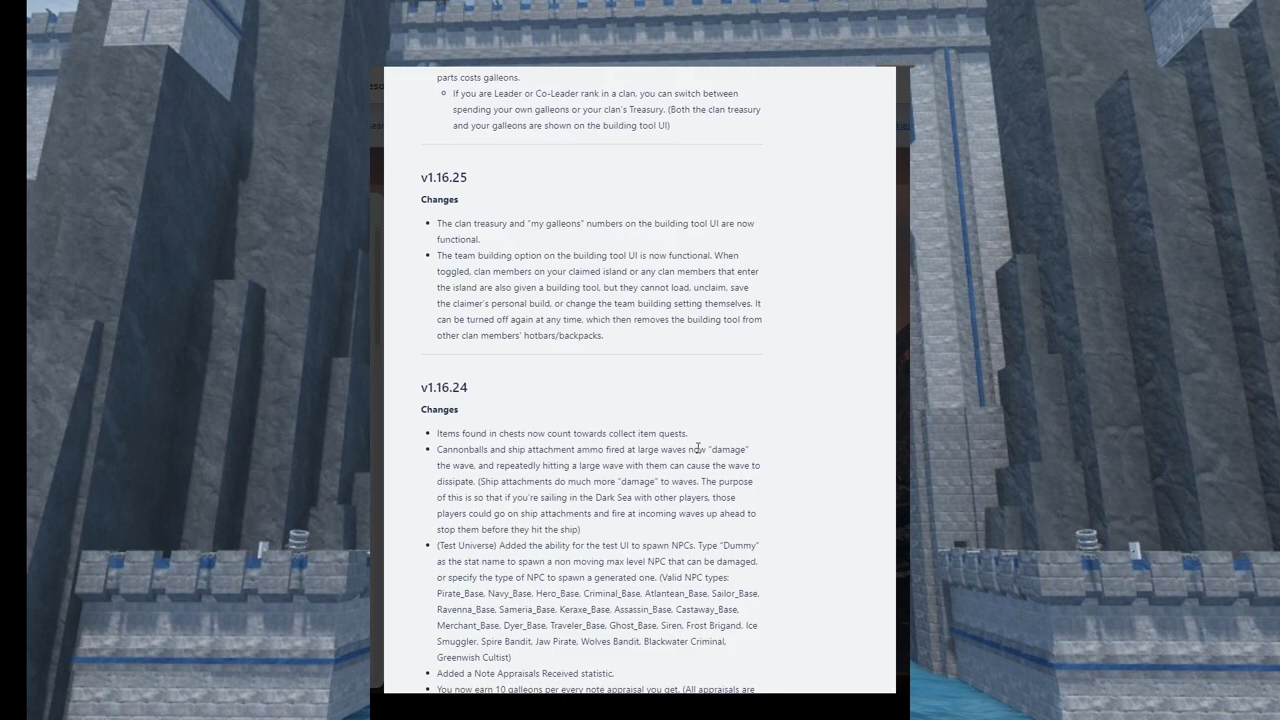 parts costs galleons.
If you are Leader or Co-Leader rank in a clan, you can switch between
spending your own galleons or your clan's Treasury. (Both the clan treasury
and your galleons are shown on the building tool UI)
v1.16.25
Changes
The clan treasury and "my galleons" numbers on the building tool UI are now
functional.
The team building option on the building tool UI is now functional. When
toggled, clan members on your claimed island or any clan members that enter
the island are also given a building tool, but they cannot load, unclaim, save
the claimer's personal build, or change the team building setting themselves. It
can be turned off again at any time, which then removes the building tool from
other clan members' hotbars/backpacks.
v1.16.24
Changes
Items found in chests now count towards collect item quests.
Cannonballs and ship attachment ammo fired at large waves now "damage"
the wave, and repeatedly hitting a large wave with them can cause the wave to
dissipate. (Ship attachments do much more "damage" to waves. The purpose
of this is so that if you're sailing in the Dark Sea with other players, those
players could go on ship attachments and fire at incoming waves up ahead to
stop them before they hit the ship)
(Test Universe) Added the ability for the test UI to spawn NPCs. Type "Dummy"
as the stat name to spawn a non moving max level NPC that can be damaged,
or specify the type of NPC to spawn a generated one. (Valid NPC types:
Pirate_Base, Navy_Base, Hero_Base, Criminal_Base, Atlantean_Base, Sailor_Base,
Ravenna_Base, Sameria_Base, Keraxe_Base, Assassin_Base, Castaway_Base,
Merchant_Base, Dyer_Base, Traveler_Base, Ghost_Base, Siren, Frost Brigand, Ice
Smuggler, Spire Bandit, Jaw Pirate, Wolves Bandit, Blackwater Criminal,
Greenwish Cultist)
Added a Note Appraisals Received statistic.
You now earn 10 galleons per every note appraisal you get. (All appraisals are